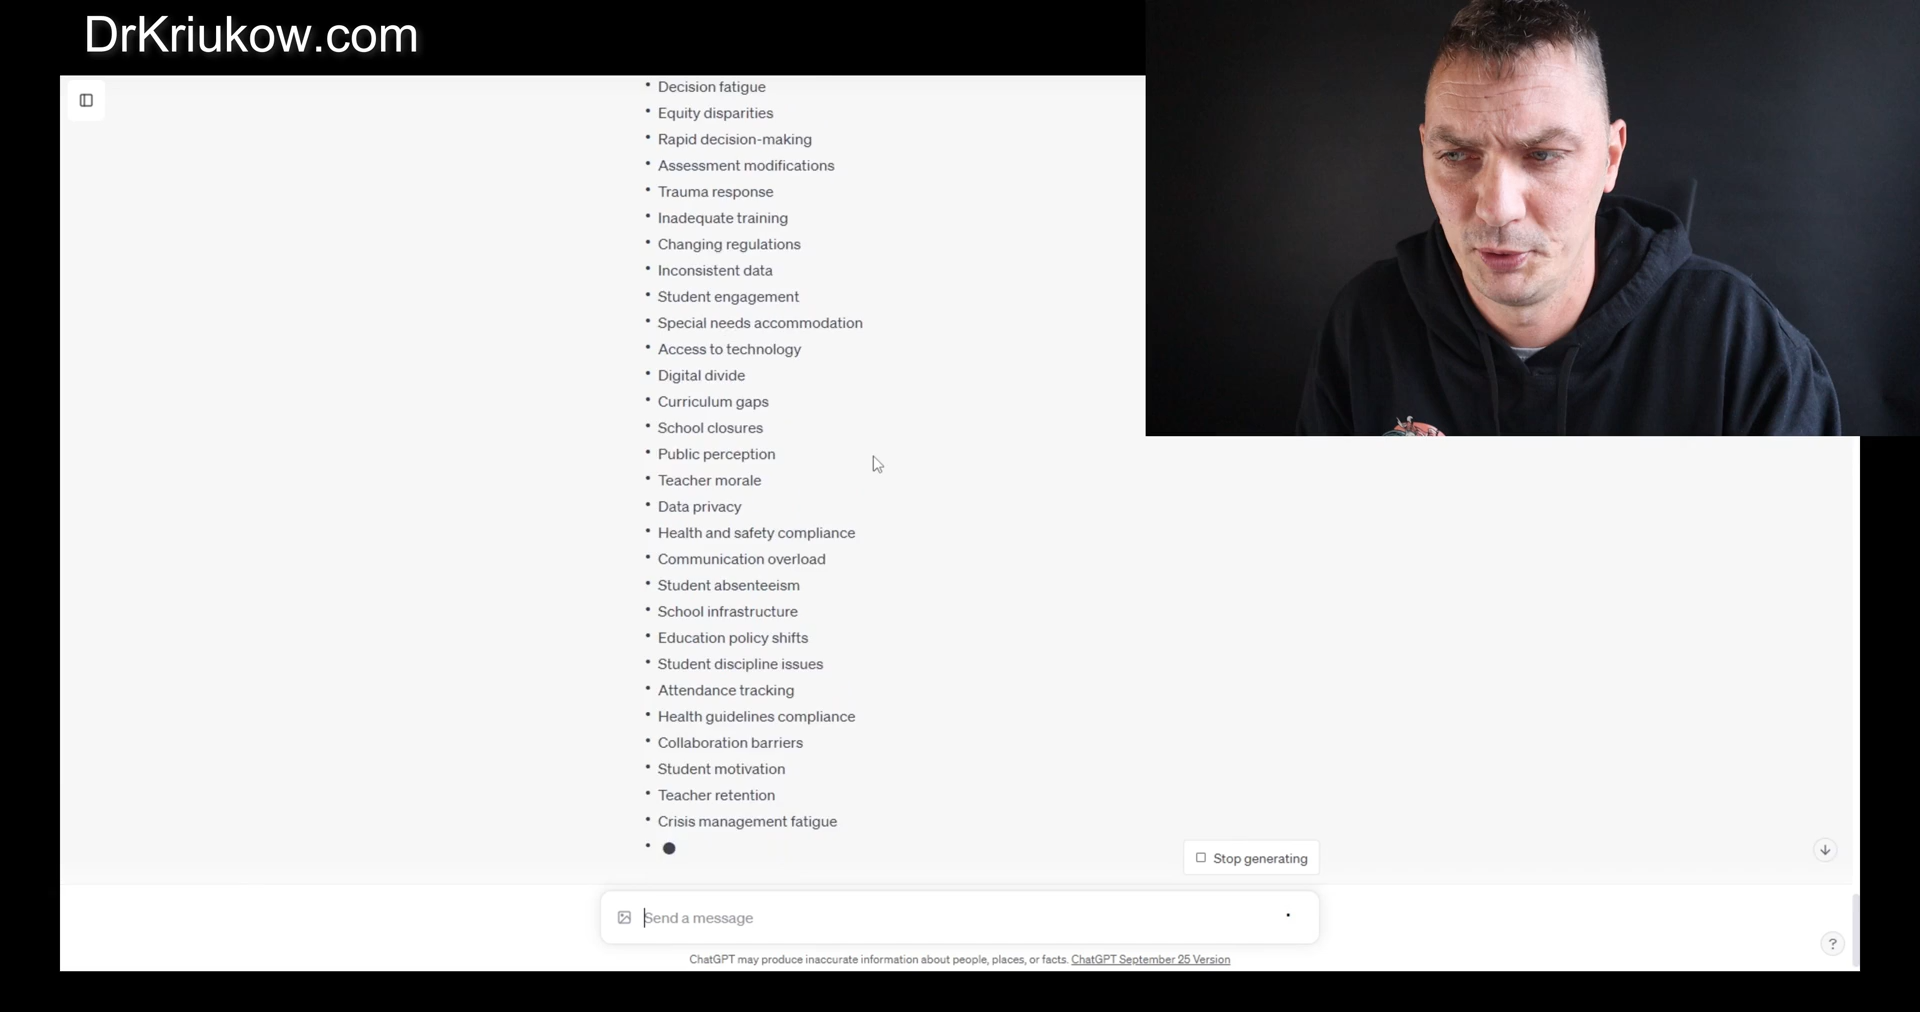 DrKriukow.com
• Decision fatigue
• Equity disparities
• Rapid decision-making
• Assessment modifications
• Trauma response
• Inadequate training
• Changing regulations
• Inconsistent data
• Student engagement
• Special needs accommodation
• Access to technology
• Digital divide
• Curriculum gaps
• School closures
• Public perception
• Teacher morale
• Data privacy
• Health and safety compliance
• Communication overload
• Student absenteeism
• School infrastructure
• Education policy shifts
• Student discipline issues
• Attendance tracking
• Health guidelines compliance
• Collaboration barriers
• Student motivation
• Teacher retention
• Crisis management fatigue
•
Stop generating
Send a message
?
ChatGPT may produce inaccurate information about people, places, or facts. ChatGPT September 25 Version